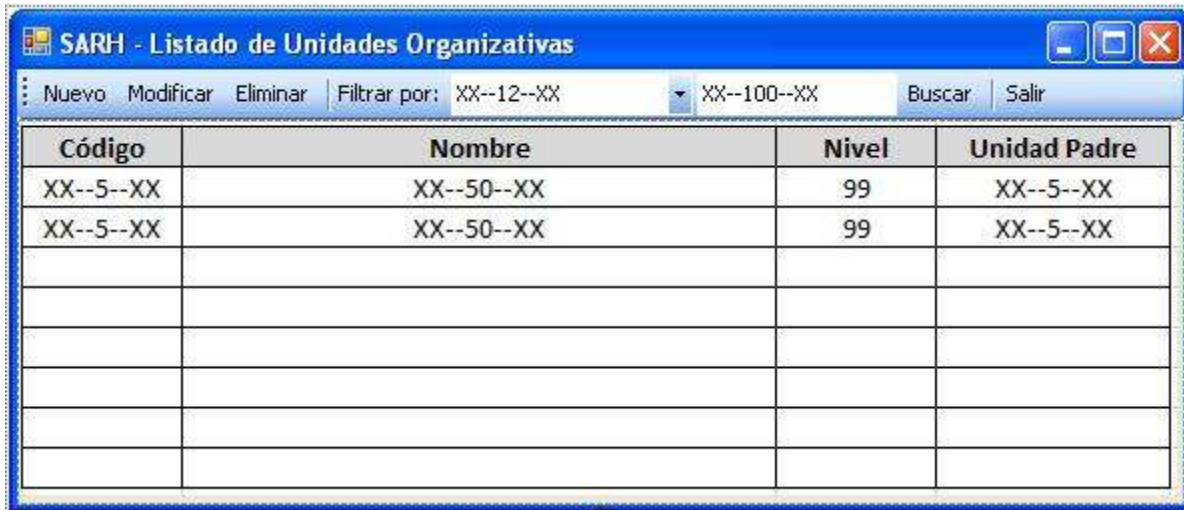 SARH - Listado de Unidades Organizativas
Nuevo Modificar Eliminar Filtrar por: XX--12--XX XX--100--XX Buscar Salir
Código Nombre Nivel Unidad Padre
XX--5--XX XX--50--XX 99 XX--5--XX
XX--5--XX XX--50--XX 99 XX--5--XX